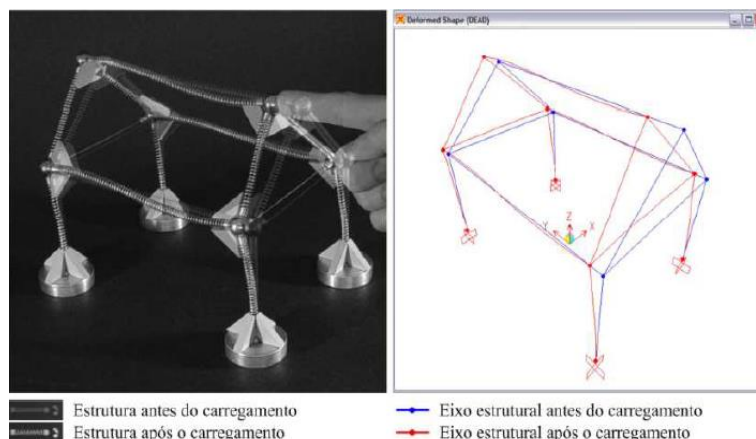 Deformed Shape (DEAD)
Z
Y
X
Estrutura antes do carregamento
Eixo estrutural antes do carregamento
Estrutura após o carregamento
Eixo estrutural após o carregamento